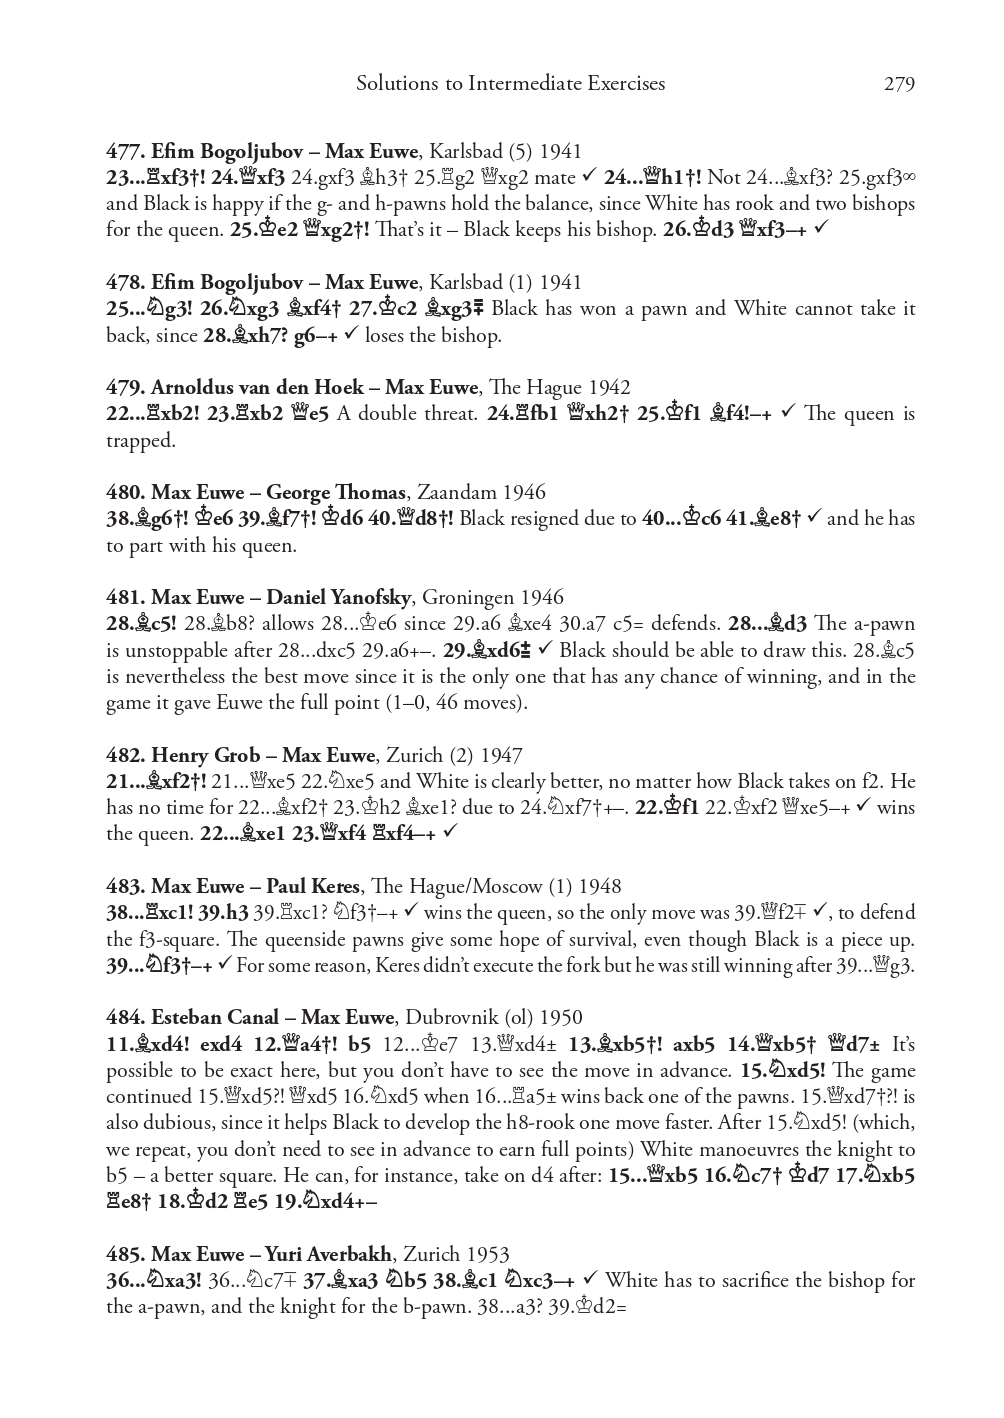 Solutions to Intermediate Exercises 279
477. Efim Bogoljubov – Max Euwe, Karlsbad (5) 1941
23...♖xf3†! 24.♕xf3 24.gxf3 ♗h3† 25.♖g2 ♕xg2 mate ✓ 24...♕h1†! Not 24...♗xf3? 25.gxf3∞
and Black is happy if the g- and h-pawns hold the balance, since White has rook and two bishops
for the queen. 25.♔e2 ♕xg2†! That's it – Black keeps his bishop. 26.♔d3 ♕xf3–+ ✓
478. Efim Bogoljubov – Max Euwe, Karlsbad (1) 1941
25...♘g3! 26.♘xg3 ♗xf4† 27.♔c2 ♗xg3⩱ Black has won a pawn and White cannot take it
back, since 28.♗xh7? g6–+ ✓ loses the bishop.
479. Arnoldus van den Hoek – Max Euwe, The Hague 1942
22...♖xb2! 23.♖xb2 ♕e5 A double threat. 24.♖fb1 ♕xh2† 25.♔f1 ♗f4!–+ ✓ The queen is
trapped.
480. Max Euwe – George Thomas, Zaandam 1946
38.♗g6†! ♔e6 39.♗f7†! ♔d6 40.♕d8†! Black resigned due to 40...♔c6 41.♗e8† ✓ and he has
to part with his queen.
481. Max Euwe – Daniel Yanofsky, Groningen 1946
28.♗c5! 28.♗b8? allows 28...♔e6 since 29.a6 ♗xe4 30.a7 c5= defends. 28...♗d3 The a-pawn
is unstoppable after 28...dxc5 29.a6+–. 29.♗xd6⩲ ✓ Black should be able to draw this. 28.♗c5
is nevertheless the best move since it is the only one that has any chance of winning, and in the
game it gave Euwe the full point (1–0, 46 moves).
482. Henry Grob – Max Euwe, Zurich (2) 1947
21...♗xf2†! 21...♕xe5 22.♘xe5 and White is clearly better, no matter how Black takes on f2. He
has no time for 22...♗xf2† 23.♔h2 ♗xe1? due to 24.♘xf7†+–. 22.♔f1 22.♔xf2 ♕xe5–+ ✓ wins
the queen. 22...♗xe1 23.♕xf4 ♖xf4–+ ✓
483. Max Euwe – Paul Keres, The Hague/Moscow (1) 1948
38...♖xc1! 39.h3 39.♖xc1? ♘f3†–+ ✓ wins the queen, so the only move was 39.♕f2∓ ✓, to defend
the f3-square. The queenside pawns give some hope of survival, even though Black is a piece up.
39...♘f3†–+ ✓ For some reason, Keres didn't execute the fork but he was still winning after 39...♕g3.
484. Esteban Canal – Max Euwe, Dubrovnik (ol) 1950
11.♗xd4! exd4 12.♕a4†! b5 12...♔e7 13.♕xd4± 13.♗xb5†! axb5 14.♕xb5† ♕d7± It's
possible to be exact here, but you don't have to see the move in advance. 15.♘xd5! The game
continued 15.♕xd5?! ♕xd5 16.♘xd5 when 16...♖a5± wins back one of the pawns. 15.♕xd7†?! is
also dubious, since it helps Black to develop the h8-rook one move faster. After 15.♘xd5! (which,
we repeat, you don't need to see in advance to earn full points) White manoeuvres the knight to
b5 – a better square. He can, for instance, take on d4 after: 15...♕xb5 16.♘c7† ♔d7 17.♘xb5
♖e8† 18.♔d2 ♖e5 19.♘xd4+–
485. Max Euwe – Yuri Averbakh, Zurich 1953
36...♘xa3! 36...♘c7∓ 37.♗xa3 ♘b5 38.♗c1 ♘xc3–+ ✓ White has to sacrifice the bishop for
the a-pawn, and the knight for the b-pawn. 38...a3? 39.♔d2=